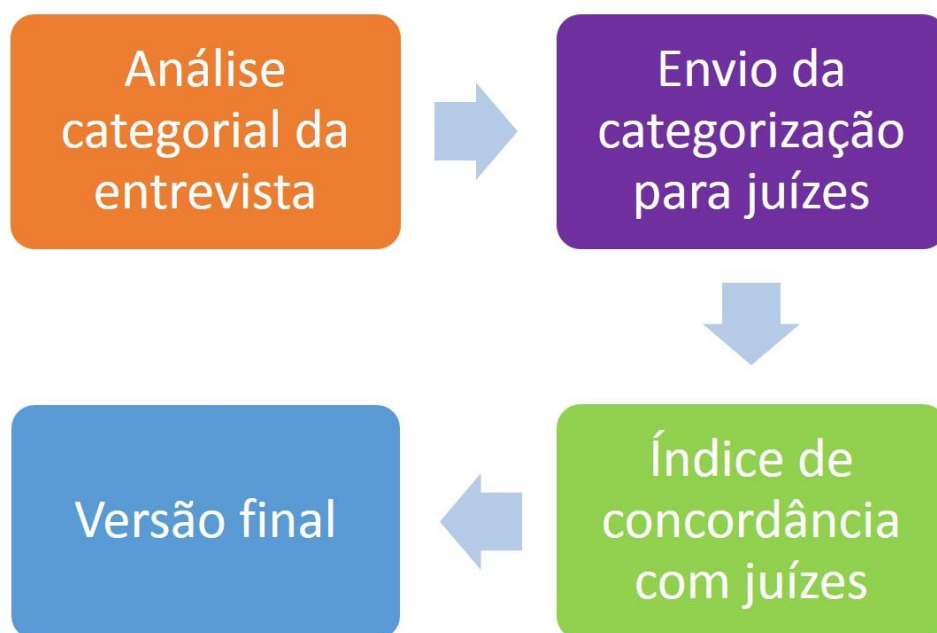 Análise
categorial da
entrevista
Envio da
categorização
para juízes
Índice de
concordância
com juízes
Versão final